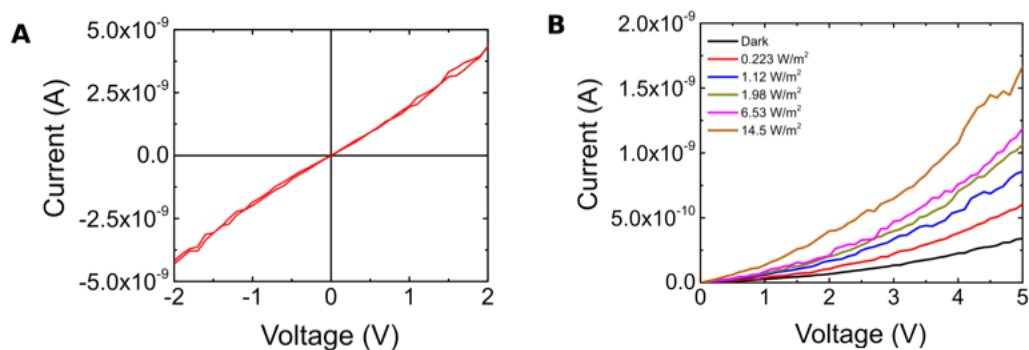 A
Current (A)
5.0x10⁻⁹
2.5x10⁻⁹
0.0
-2.5x10⁻⁹
-5.0x10⁻⁹
-2 -1 0 1 2
Voltage (V)
B
Current (A)
2.0x10⁻⁹
1.5x10⁻⁹
1.0x10⁻⁹
5.0x10⁻¹⁰
0.0
Dark
0.223 W/m²
1.12 W/m²
1.98 W/m²
6.53 W/m²
14.5 W/m²
0 1 2 3 4 5
Voltage (V)